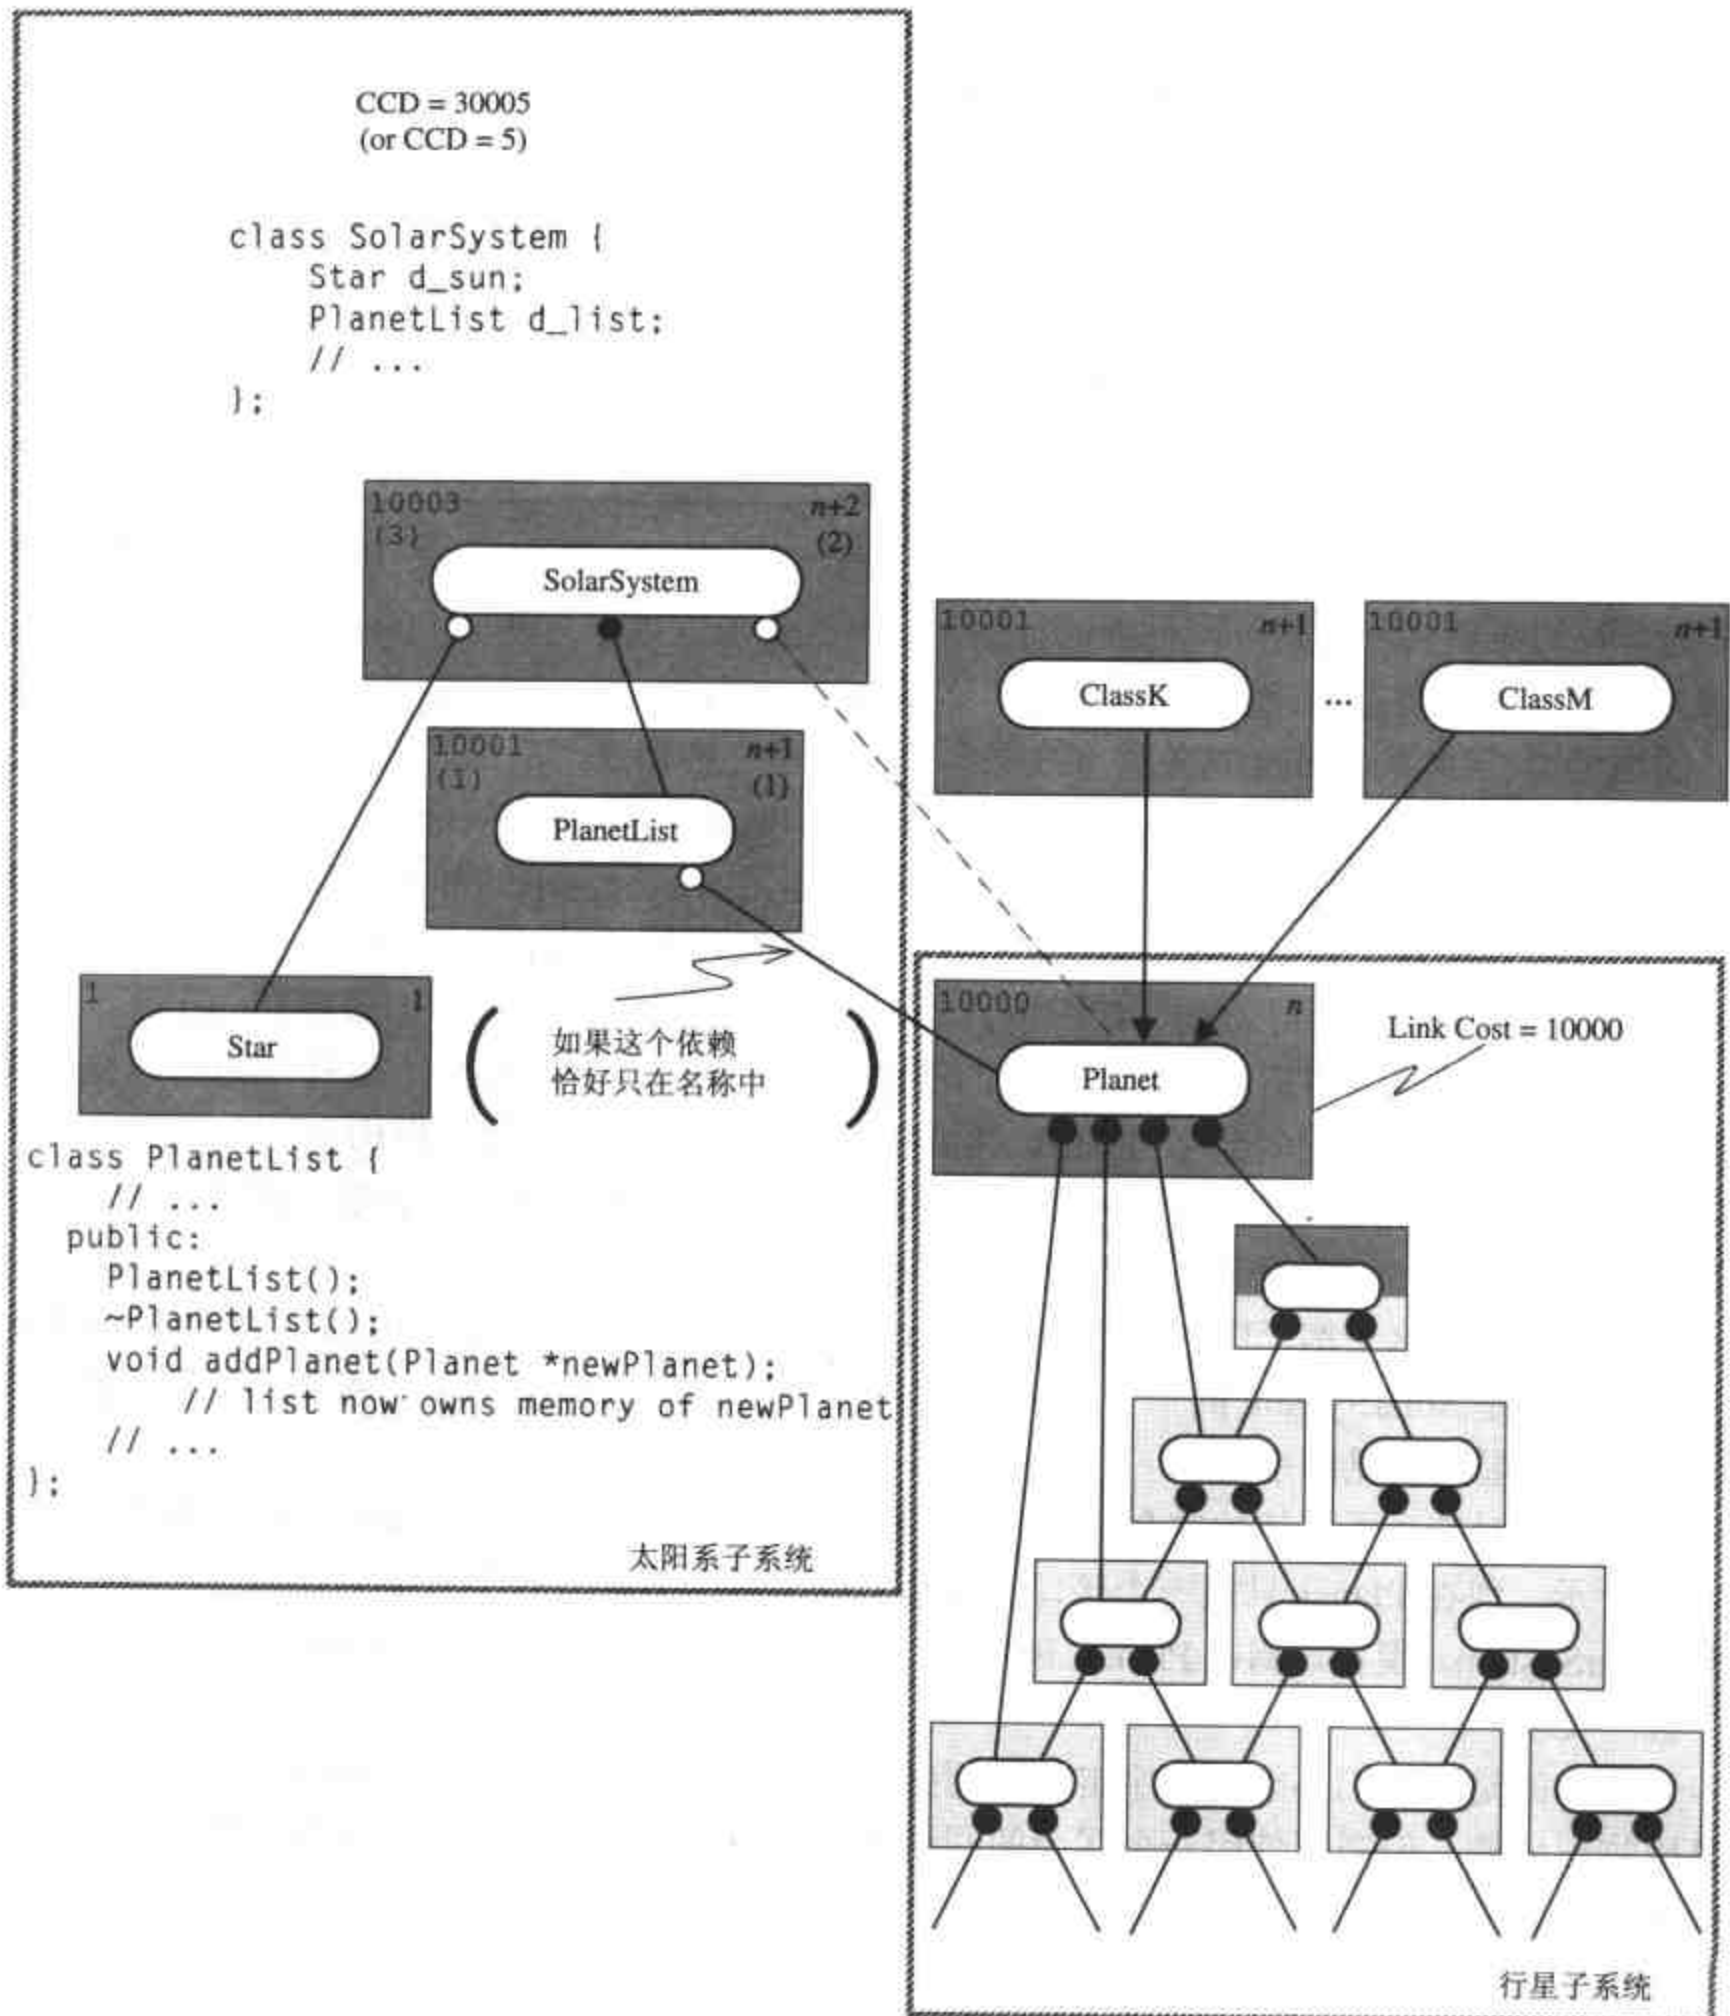 CCD = 30005
(or CCD = 5)
class SolarSystem {
Star d_sun;
PlanetList d_list;
// ...
};
10003
(3)
n+2
(2)
SolarSystem
10001
n+1
ClassK
...
10001
n+1
ClassM
10001
(1)
n+1
(1)
PlanetList
1
1
Star
如果这个依赖
恰好只在名称中
10000
n
Planet
Link Cost = 10000
class PlanetList {
// ...
public:
PlanetList();
~PlanetList();
void addPlanet(Planet *newPlanet);
// list now owns memory of newPlanet
// ...
};
太阳系子系统
行星子系统